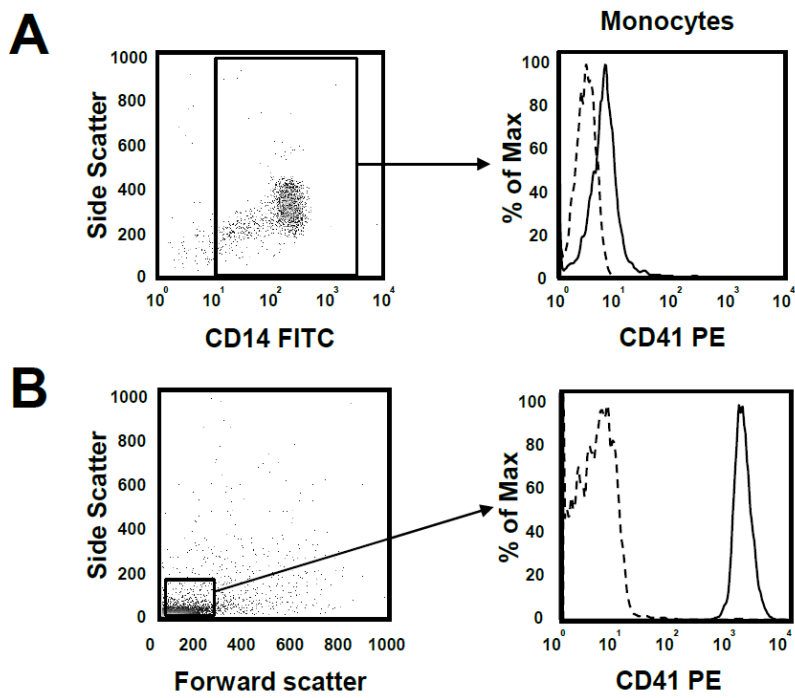 A
Monocytes
Side Scatter
1000
800
600
400
200
0
10⁰ 10¹ 10² 10³ 10⁴
CD14 FITC
% of Max
100
80
60
40
20
0
10⁰ 10¹ 10² 10³ 10⁴
CD41 PE
B
Side Scatter
1000
800
600
400
200
0
0 200 400 600 800 1000
Forward scatter
% of Max
100
80
60
40
20
0
10⁰ 10¹ 10² 10³ 10⁴
CD41 PE